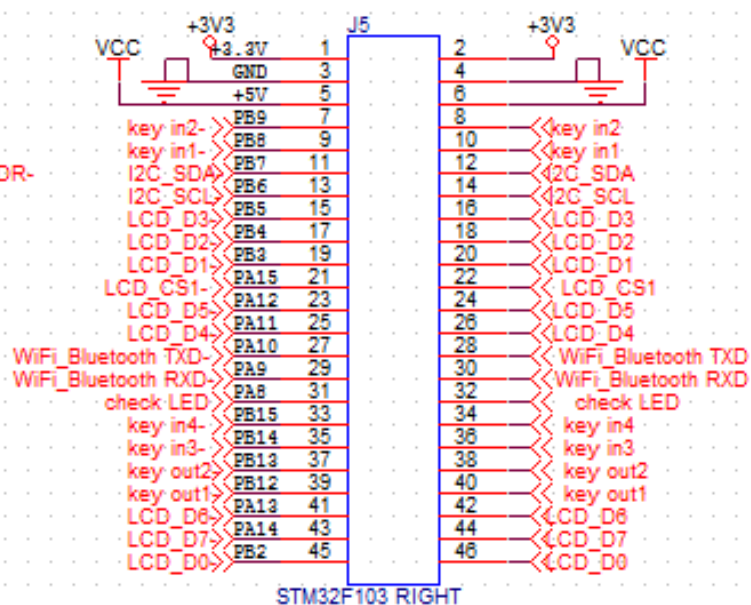 +3V3 J5 +3V3
VCC +3.3V 1 2 VCC
GND 3 4
+5V 5 6
key in2- PB9 7 8 key in2
key in1- PB8 9 10 key in1
DR- I2C_SDA PB7 11 12 I2C_SDA
I2C_SCL PB6 13 14 I2C_SCL
LCD_D3- PB5 15 16 LCD_D3
LCD_D2- PB4 17 18 LCD_D2
LCD_D1- PB3 19 20 LCD_D1
LCD_CS1- PA15 21 22 LCD_CS1
LCD_D5- PA12 23 24 LCD_D5
LCD_D4- PA11 25 26 LCD_D4
WiFi_Bluetooth TXD- PA10 27 28 WiFi_Bluetooth TXD
WiFi_Bluetooth RXD- PA9 29 30 WiFi_Bluetooth RXD
check LED PA8 31 32 check LED
key in4- PB15 33 34 key in4
key in3- PB14 35 36 key in3
key out2- PB13 37 38 key out2
key out1- PB12 39 40 key out1
LCD_D6- PA13 41 42 LCD_D6
LCD_D7- PA14 43 44 LCD_D7
LCD_D0- PB2 45 46 LCD_D0
STM32F103 RIGHT